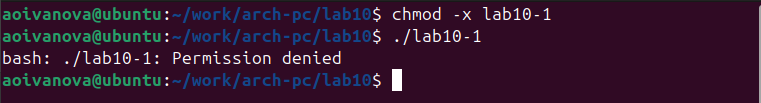 aoivanova@ubuntu:~/work/arch-pc/lab10$ chmod -x lab10-1
aoivanova@ubuntu:~/work/arch-pc/lab10$ ./lab10-1
bash: ./lab10-1: Permission denied
aoivanova@ubuntu:~/work/arch-pc/lab10$